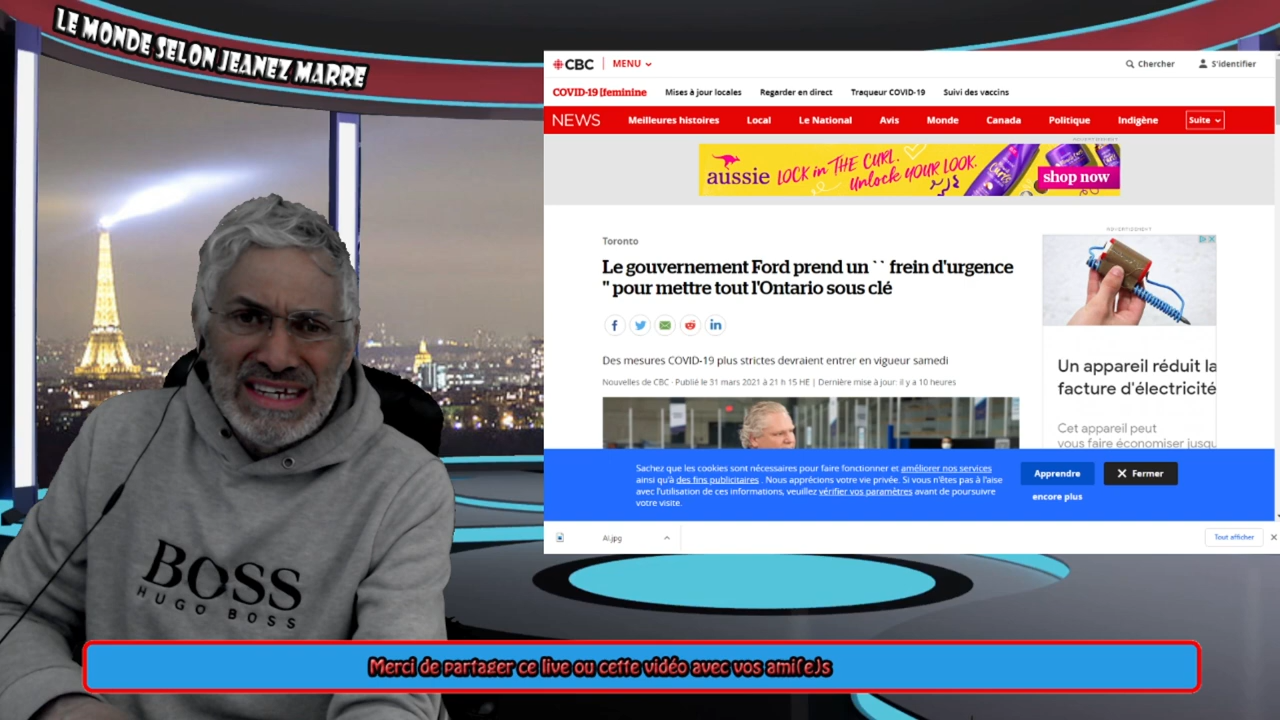 LE MONDE SELON JEANEZ MARRE
CBC MENU
Chercher S'identifier
COVID-19 [feminine Mises à jour locales Regarder en direct Traqueur COVID-19 Suivi des vaccins
NEWS Meilleures histoires Local Le National Avis Monde Canada Politique Indigène Suite
ADVERTISEMENT
aussie LOCK in THE CURL. unlock YOUR LOOK. shop now
ADVERTISEMENT
Toronto
Le gouvernement Ford prend un `` frein d'urgence
" pour mettre tout l'Ontario sous clé
Des mesures COVID-19 plus strictes devraient entrer en vigueur samedi
Nouvelles de CBC · Publié le 31 mars 2021 à 21 h 15 HE | Dernière mise à jour: il y a 10 heures
Un appareil réduit la
facture d'électricité
Cet appareil peut
vous faire économiser jusqu
Sachez que les cookies sont nécessaires pour faire fonctionner et améliorer nos services
ainsi qu'à des fins publicitaires . Nous apprécions votre vie privée. Si vous n'êtes pas à l'aise
avec l'utilisation de ces informations, veuillez vérifier vos paramètres avant de poursuivre
votre visite.
Apprendre
encore plus
Fermer
Ai.jpg
Tout afficher
BOSS
HUGO BOSS
Merci de partager ce live ou cette vidéo avec vos ami(e)s